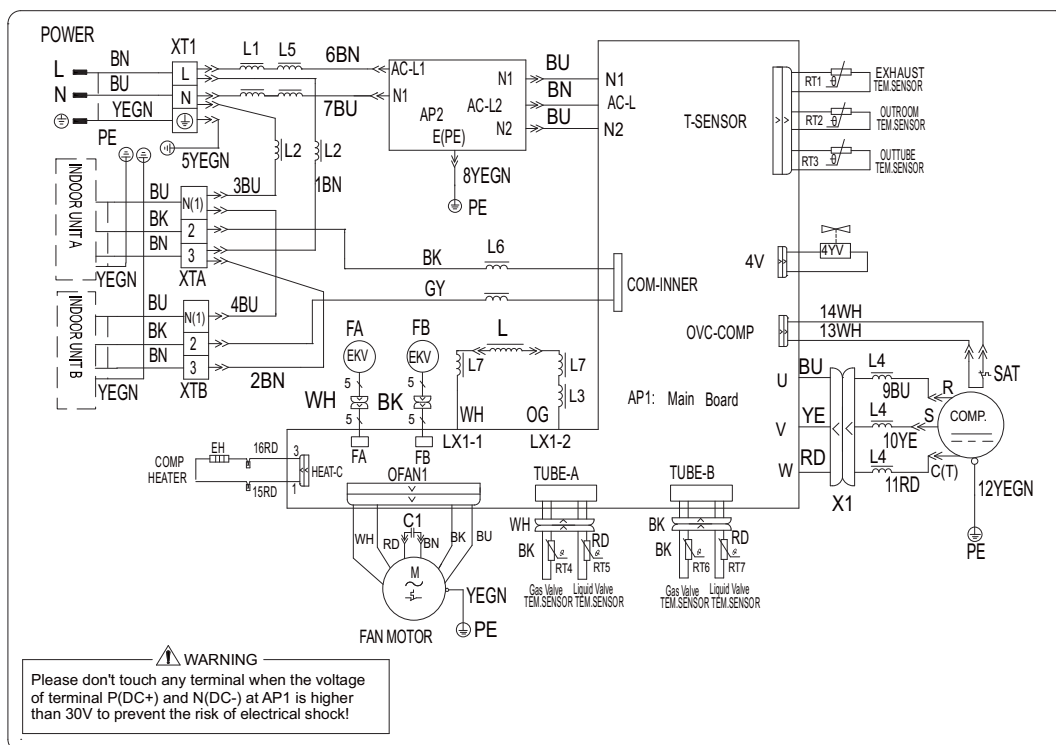 POWER
L
N
BN
BU
YEGN
PE
XT1
L
N
L1
L5
6BN
7BU
5YEGN
L2
L2
3BU
1BN
AC-L1
N1
AP2
E(PE)
N1
AC-L2
N2
8YEGN
PE
BU
BN
BU
N1
AC-L
N2
T-SENSOR
RT1
EXHAUST
TEM.SENSOR
RT2
OUTROOM
TEM.SENSOR
RT3
OUTTUBE
TEM.SENSOR
INDOOR UNIT A
BU
BK
BN
YEGN
N(1)
2
3
XTA
INDOOR UNIT B
BU
BK
BN
YEGN
N(1)
2
3
XTB
4BU
2BN
BK
GY
L6
COM-INNER
4V
4YV
OVC-COMP
14WH
13WH
SAT
FA
EKV
5
5
WH
FA
FB
EKV
5
5
BK
FB
L
L7
L7
L3
WH
OG
LX1-1
LX1-2
AP1: Main Board
U
V
W
BU
YE
RD
X1
L4
9BU
L4
10YE
L4
11RD
R
S
C(T)
COMP.
12YEGN
PE
COMP
HEATER
EH
16RD
15RD
3
1
HEAT-C
OFAN1
WH
RD
C1
BN
BK
BU
M
YEGN
PE
FAN MOTOR
TUBE-A
WH
BK
RT4
RD
RT5
Gas Valve
TEM.SENSOR
Liquid Valve
TEM.SENSOR
TUBE-B
BK
BK
RT6
RD
RT7
Gas Valve
TEM.SENSOR
Liquid Valve
TEM.SENSOR
WARNING
Please don't touch any terminal when the voltage
of terminal P(DC+) and N(DC-) at AP1 is higher
than 30V to prevent the risk of electrical shock!